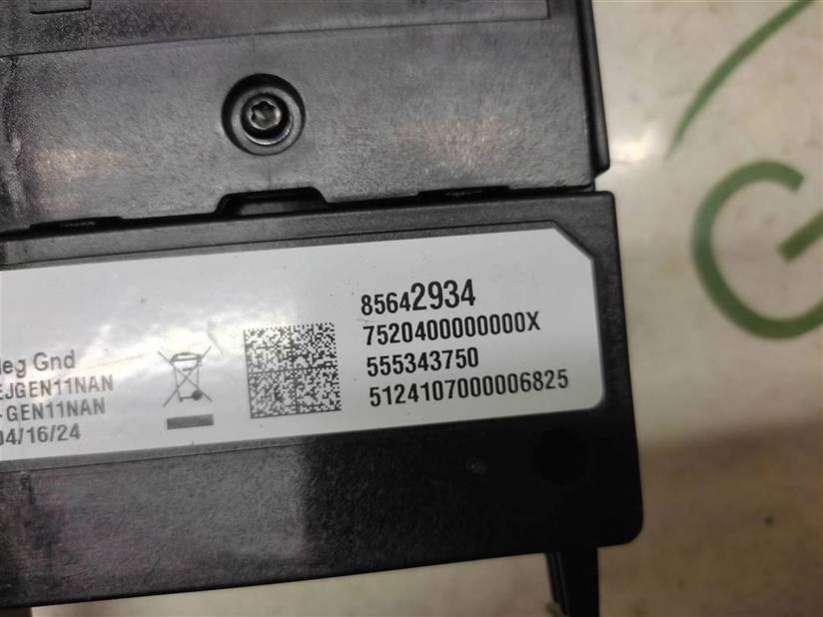 85642934
7520400000000X
555343750
5124107000006825
Neg Gnd
EJGEN11NAN
-GEN11NAN
04/16/24
G